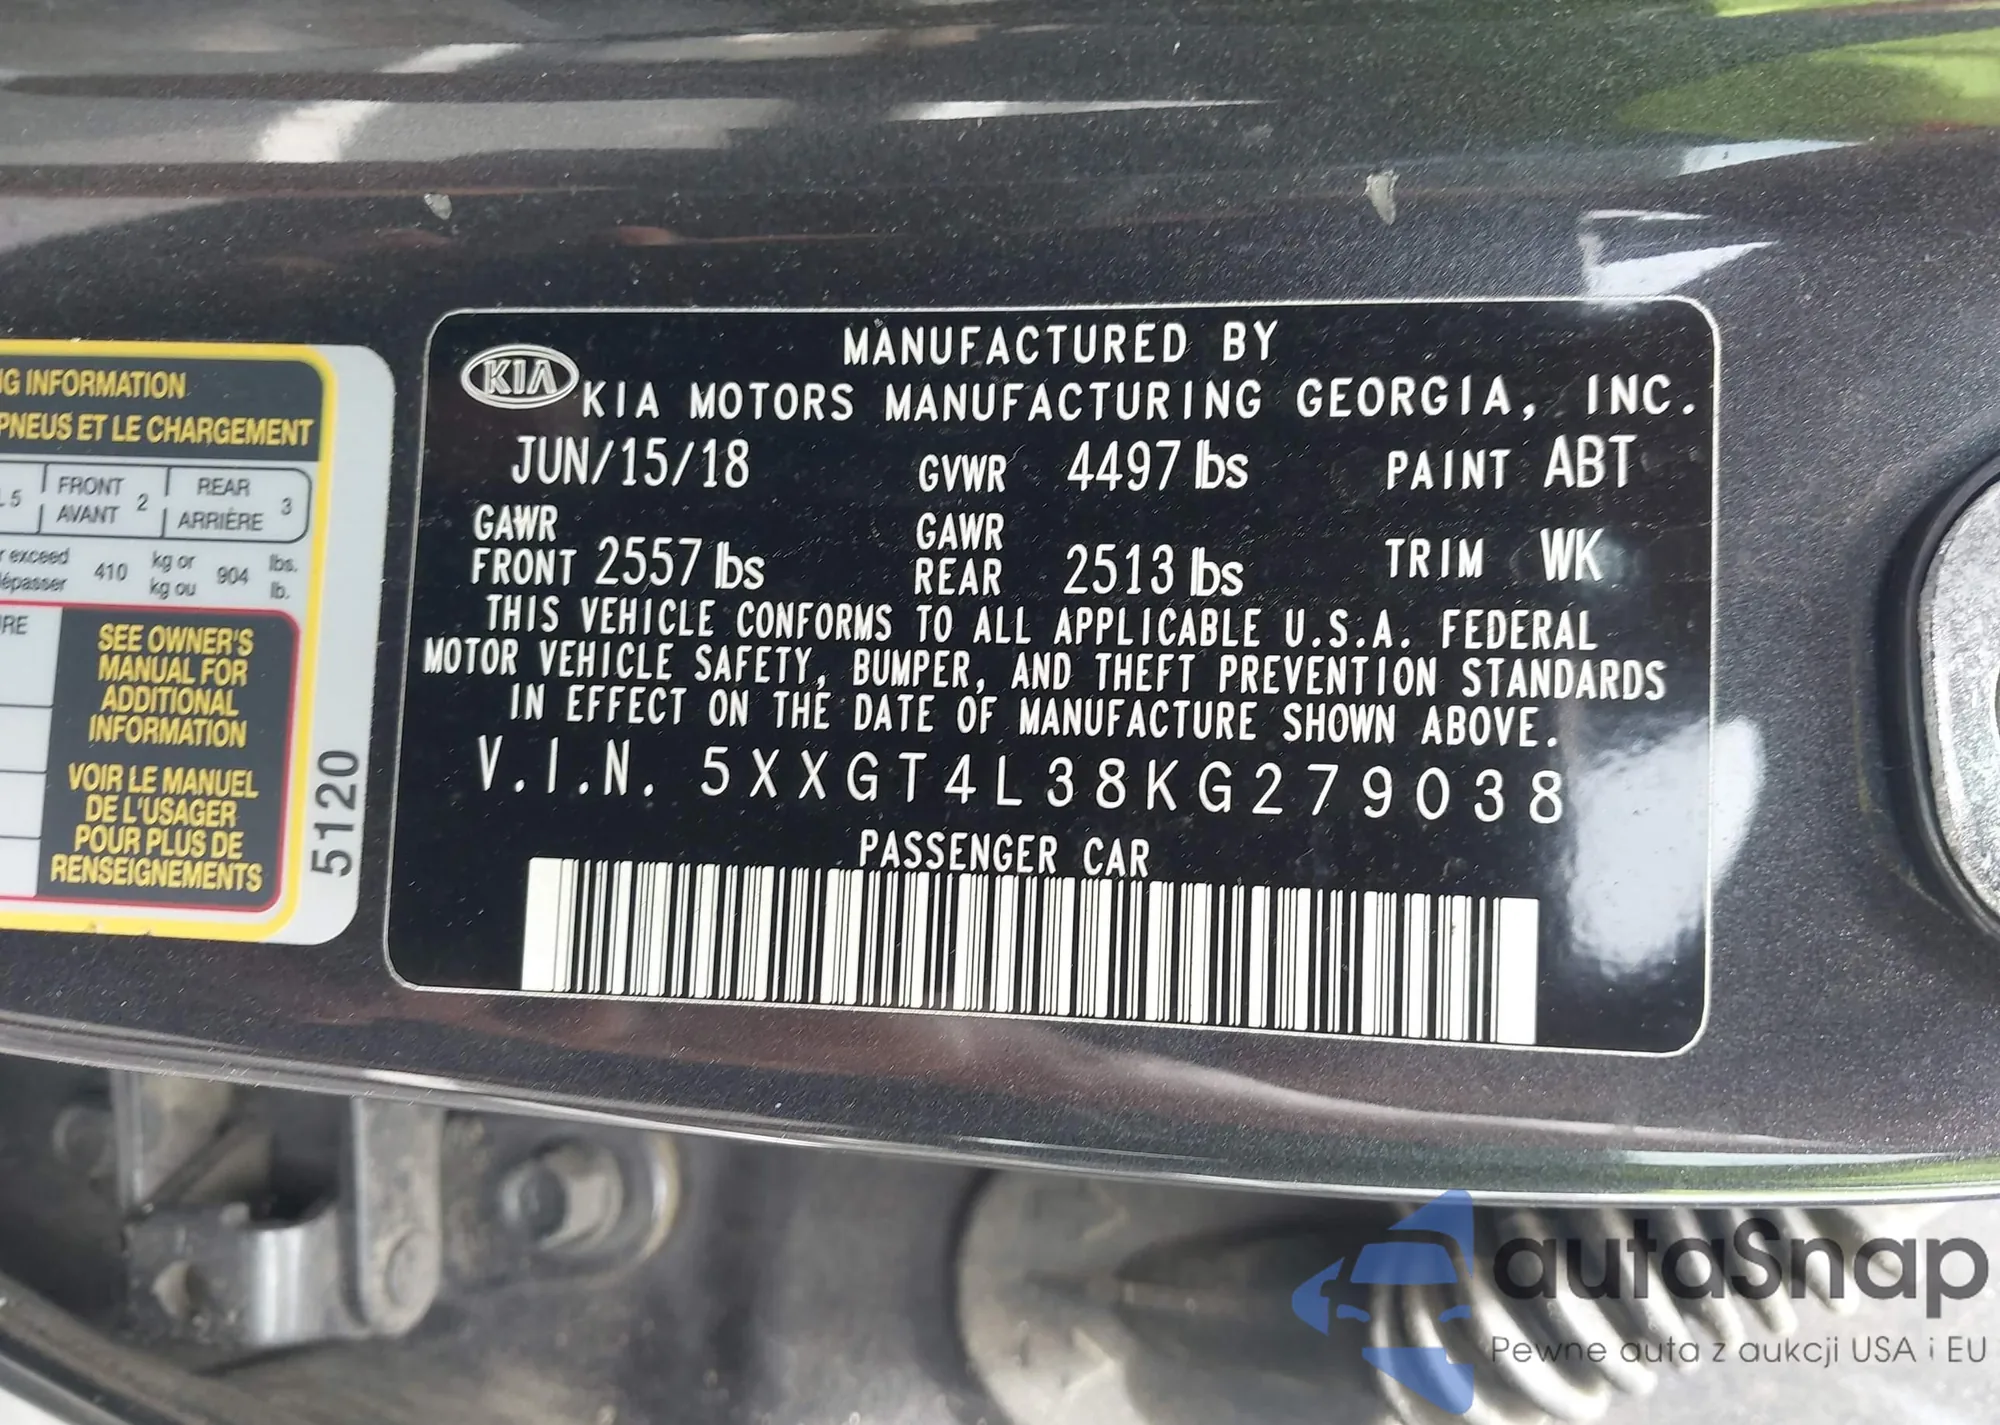 KIA
MANUFACTURED BY
KIA MOTORS MANUFACTURING GEORGIA, INC.
JUN/15/18 GVWR 4497 lbs PAINT ABT
GAWR FRONT 2557 lbs GAWR REAR 2513 lbs TRIM WK
THIS VEHICLE CONFORMS TO ALL APPLICABLE U.S.A. FEDERAL
MOTOR VEHICLE SAFETY, BUMPER, AND THEFT PREVENTION STANDARDS
IN EFFECT ON THE DATE OF MANUFACTURE SHOWN ABOVE.
V.I.N. 5XXGT4L38KG279038
PASSENGER CAR
INFORMATION
PNEUS ET LE CHARGEMENT
5 FRONT AVANT 2 REAR ARRIÈRE 3
exceed 410 kg or 904 lbs.
kg ou lb.
SEE OWNER'S
MANUAL FOR
ADDITIONAL
INFORMATION
VOIR LE MANUEL
DE L'USAGER
POUR PLUS DE
RENSEIGNEMENTS
5120
autaSnap
Pewne auta z aukcji USA i EU